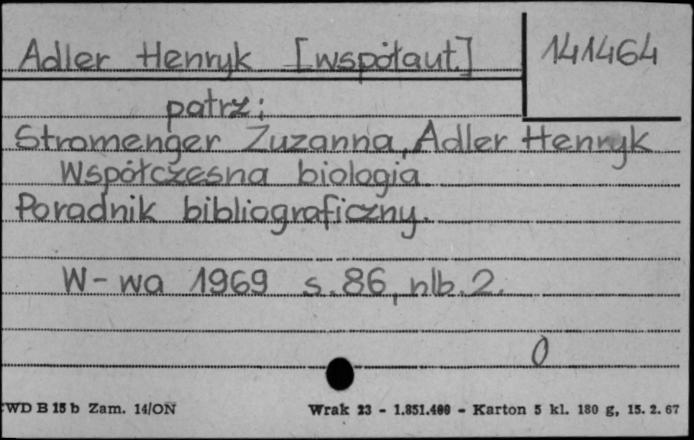 Adler Henryk [współaut.] 141464
patrz:
Stromenger Zuzanna, Adler Henryk
Współczesna biologia.
Poradnik bibliograficzny.
W-wa 1969 s. 86, nlb. 2.
0
CWD B 15 b Zam. 14/ON Wrak 23 - 1.851.400 - Karton 5 kl. 180 g, 15. 2. 67